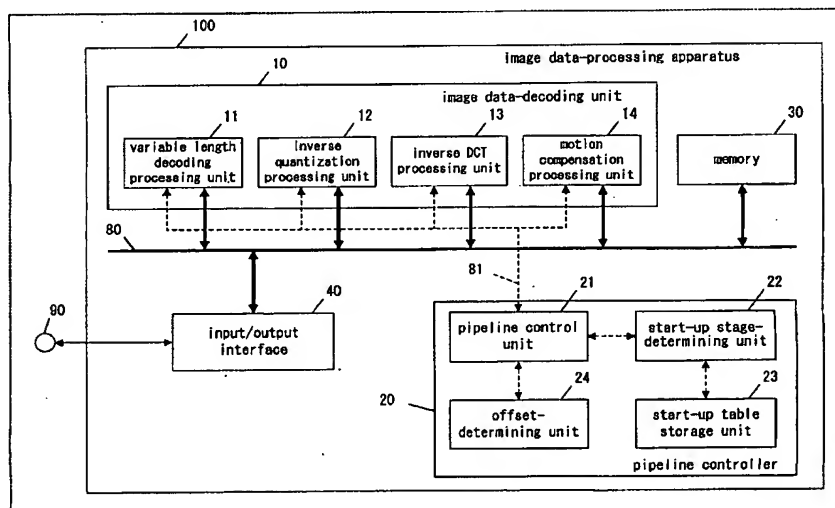 100
image data-processing apparatus
10
image data-decoding unit
11
12
13
14
30
variable length
decoding
processing unit
inverse
quantization
processing unit
inverse DCT
processing unit
motion
compensation
processing unit
memory
80
81
21
22
90
40
input/output
interface
pipeline control
unit
start-up stage-
determining unit
24
23
20
offset-
determining unit
start-up table
storage unit
pipeline controller